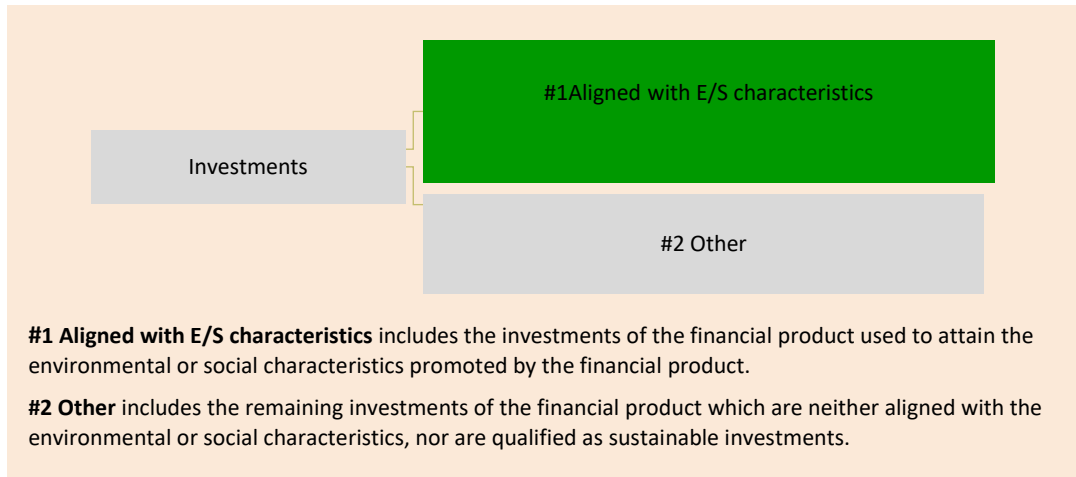 #1Aligned with E/S characteristics
Investments
#2 Other
#1 Aligned with E/S characteristics includes the investments of the financial product used to attain the
environmental or social characteristics promoted by the financial product.
#2 Other includes the remaining investments of the financial product which are neither aligned with the
environmental or social characteristics, nor are qualified as sustainable investments.